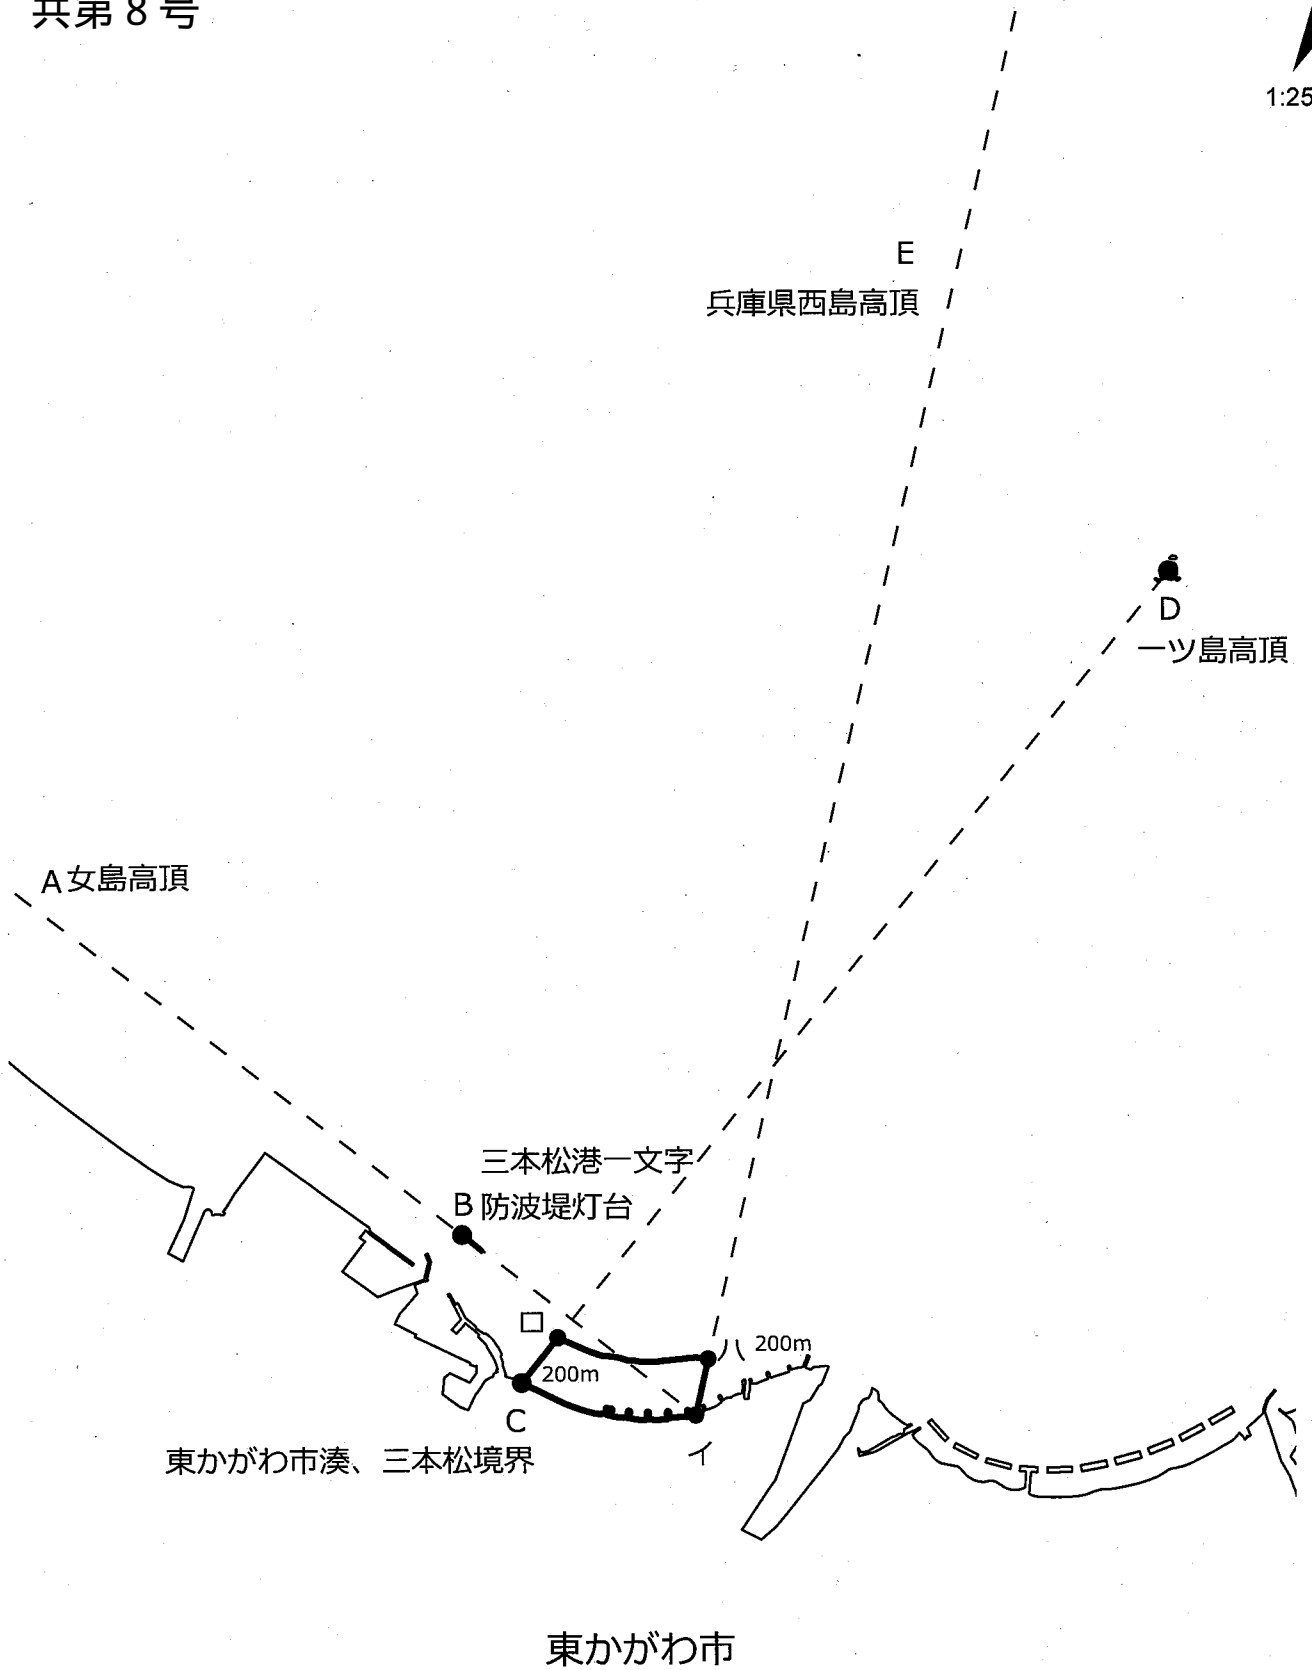 共第8号
1:25
E
兵庫県西島高頂
D
一ツ島高頂
A 女島高頂
三本松港一文字
B 防波堤灯台
ロ
ハ
200m
200m
C
イ
東かがわ市湊、三本松境界
東かがわ市